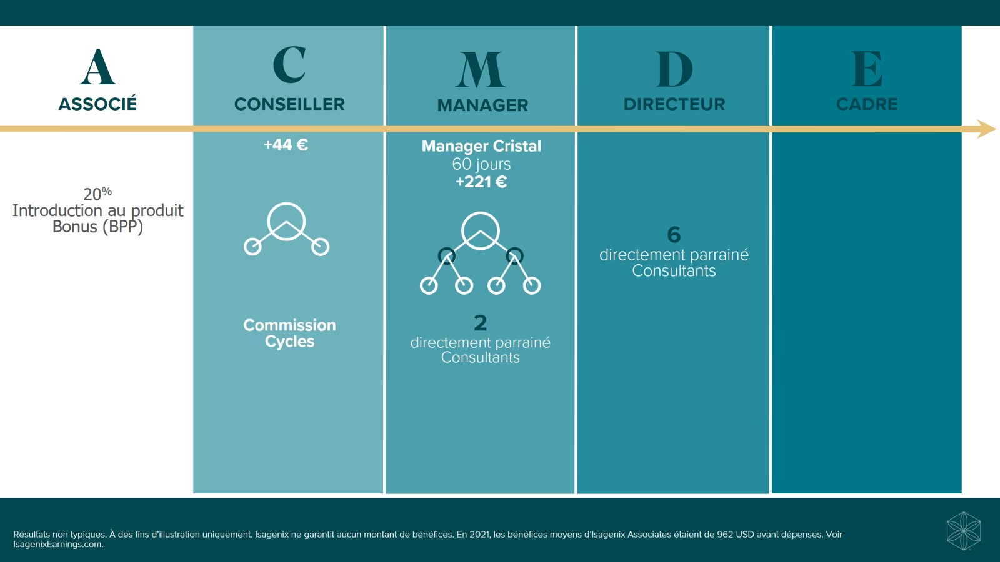 A
ASSOCIÉ
20%
Introduction au produit
Bonus (BPP)
C
CONSEILLER
+44 €
Commission
Cycles
M
MANAGER
Manager Cristal
60 jours
+221 €
2
directement parrainé
Consultants
D
DIRECTEUR
6
directement parrainé
Consultants
E
CADRE
Résultats non typiques. À des fins d'illustration uniquement. Isagenix ne garantit aucun montant de bénéfices. En 2021, les bénéfices moyens d'Isagenix Associates étaient de 962 USD avant dépenses. Voir
IsagenixEarnings.com.